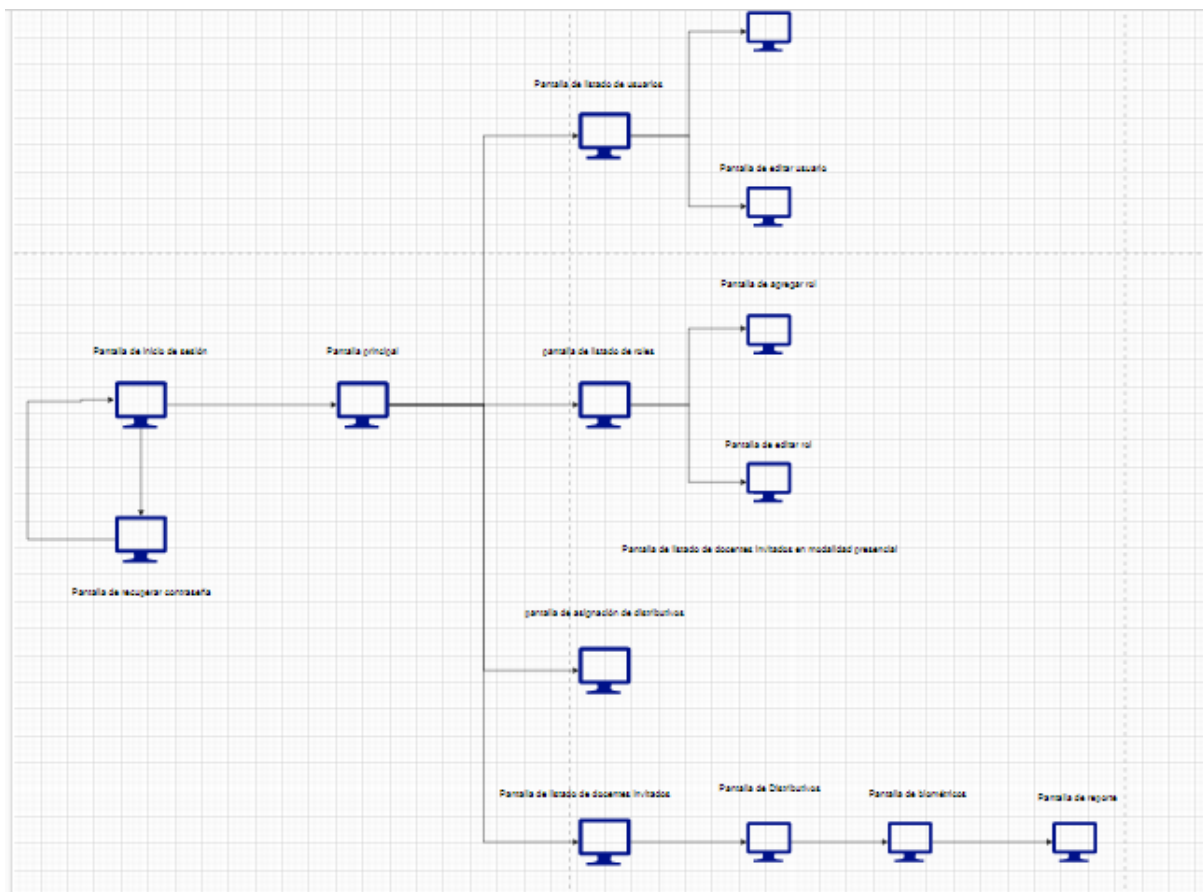 Pantalla de listado de usuarios
Pantalla de editar usuario
Pantalla de agregar rol
Pantalla de inicio de sesión
Pantalla principal
pantalla de listado de roles
Pantalla de editar rol
Pantalla de listado de docentes invitados en modalidad presencial
Pantalla de recuperar contraseña
pantalla de asignación de distributivos
Pantalla de listado de docentes invitados
Pantalla de Distributivos
Pantalla de biométricos
Pantalla de reporte